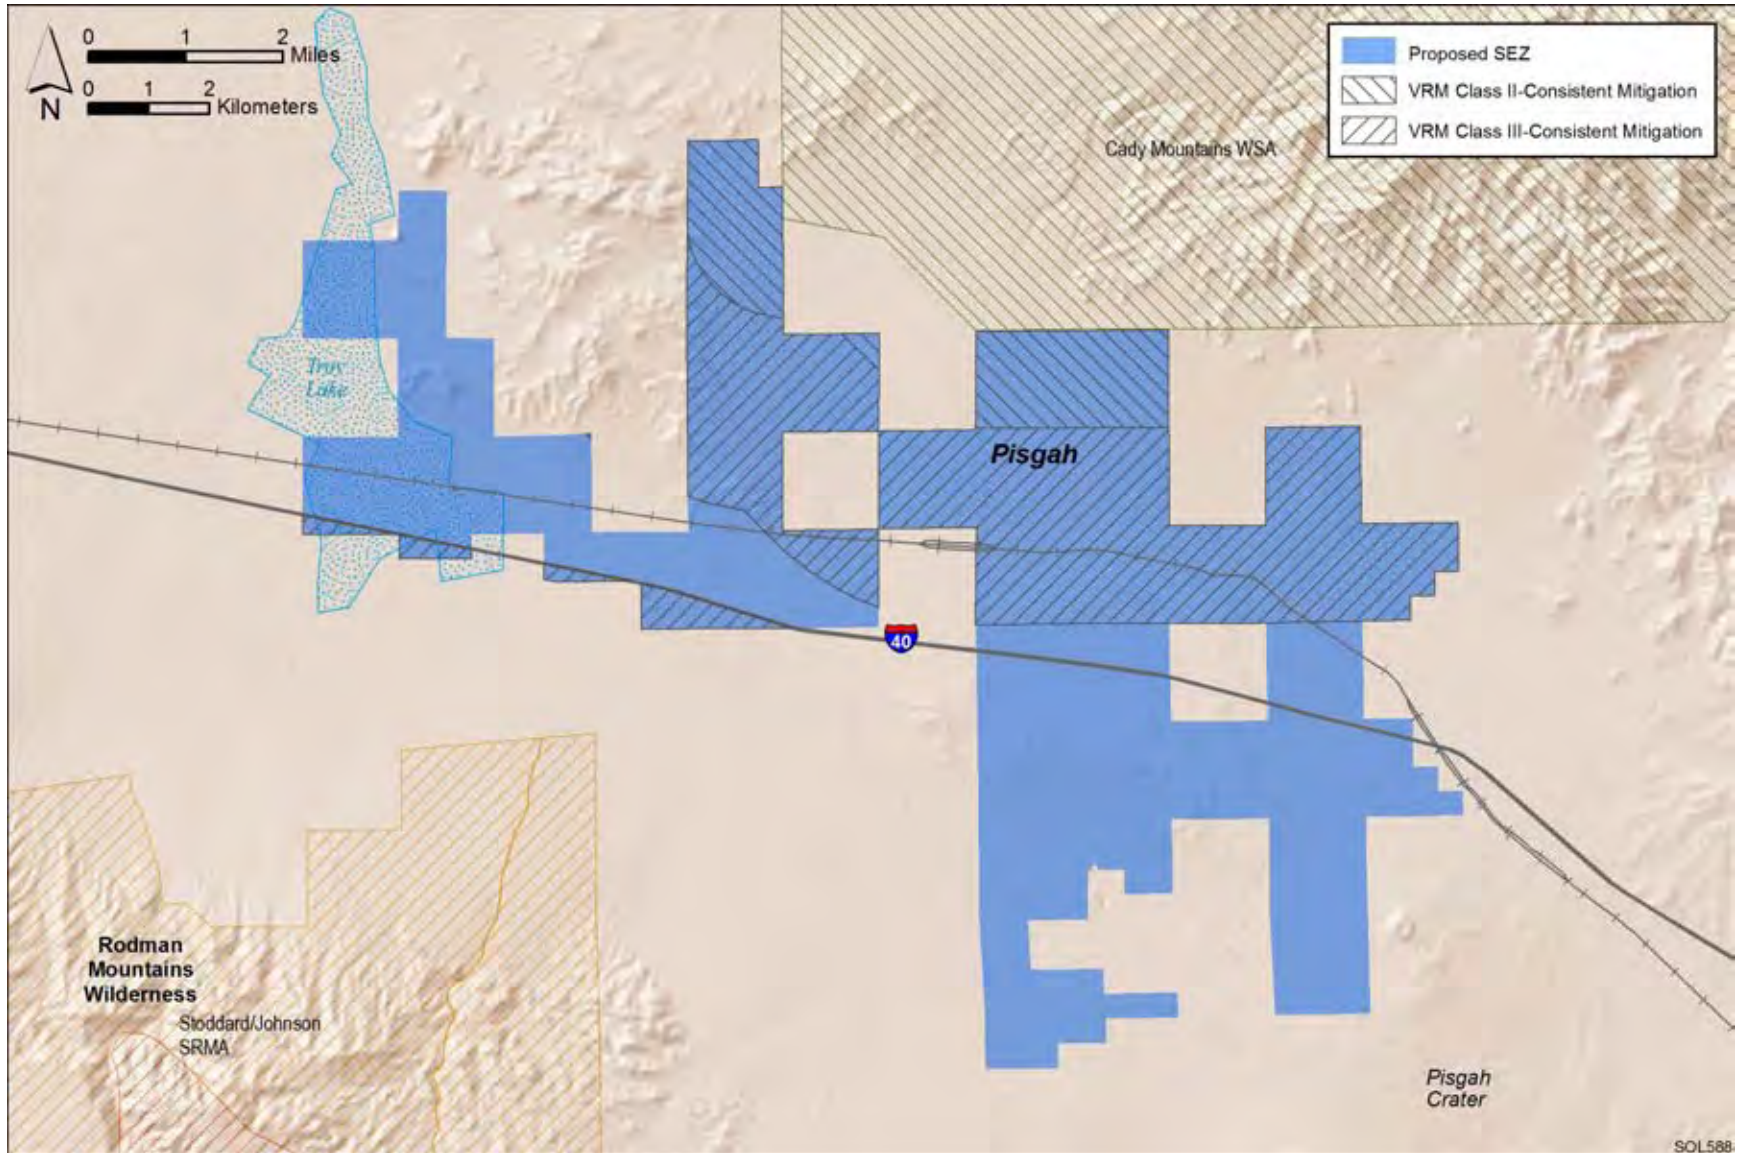 0 1 2
Miles
0 1 2
Kilometers
N
Proposed SEZ
VRM Class II-Consistent Mitigation
VRM Class III-Consistent Mitigation
Cady Mountains WSA
Troy
Lake
Pisgah
40
Rodman
Mountains
Wilderness
Stoddard/Johnson
SRMA
Pisgah
Crater
SOL588